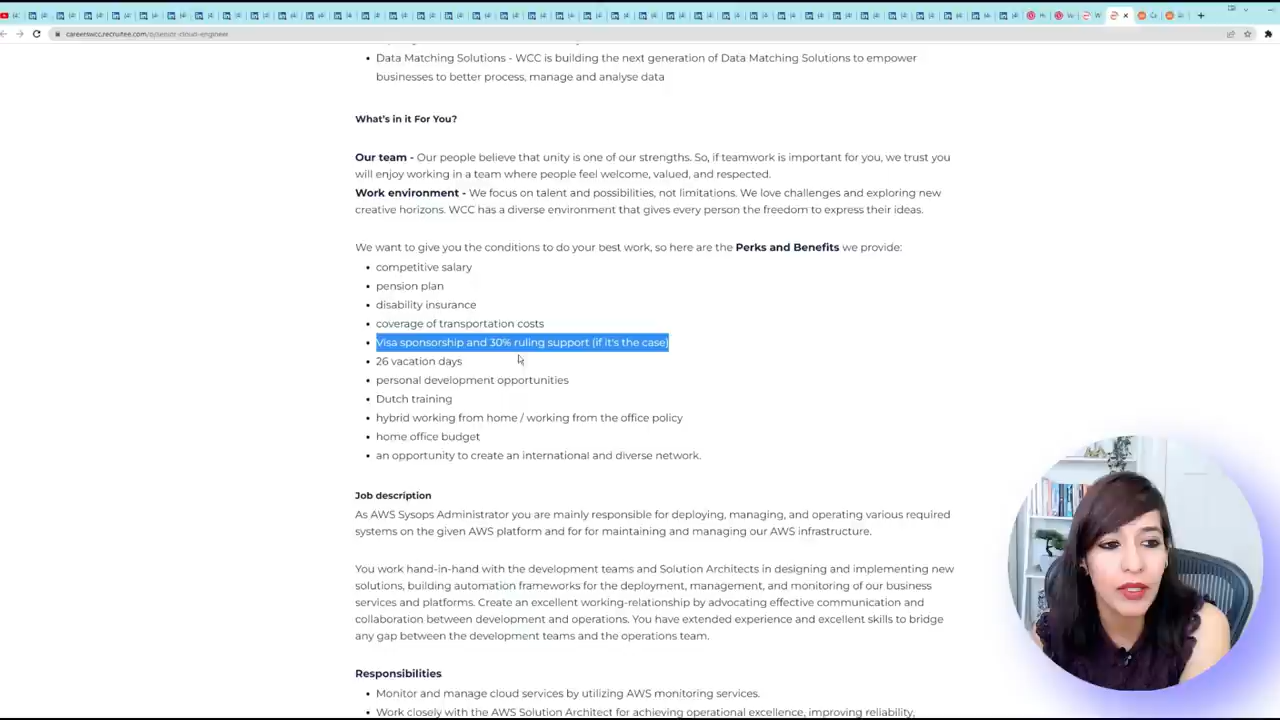 careerswcc.recruitee.com/o/senior-cloud-engineer
Data Matching Solutions - WCC is building the next generation of Data Matching Solutions to empower
businesses to better process, manage and analyse data
What's in it For You?
Our team - Our people believe that unity is one of our strengths. So, if teamwork is important for you, we trust you
will enjoy working in a team where people feel welcome, valued, and respected.
Work environment - We focus on talent and possibilities, not limitations. We love challenges and exploring new
creative horizons. WCC has a diverse environment that gives every person the freedom to express their ideas.
We want to give you the conditions to do your best work, so here are the Perks and Benefits we provide:
competitive salary
pension plan
disability insurance
coverage of transportation costs
Visa sponsorship and 30% ruling support (if it's the case)
26 vacation days
personal development opportunities
Dutch training
hybrid working from home / working from the office policy
home office budget
an opportunity to create an international and diverse network.
Job description
As AWS Sysops Administrator you are mainly responsible for deploying, managing, and operating various required
systems on the given AWS platform and for for maintaining and managing our AWS infrastructure.
You work hand-in-hand with the development teams and Solution Architects in designing and implementing new
solutions, building automation frameworks for the deployment, management, and monitoring of our business
services and platforms. Create an excellent working-relationship by advocating effective communication and
collaboration between development and operations. You have extended experience and excellent skills to bridge
any gap between the development teams and the operations team.
Responsibilities
Monitor and manage cloud services by utilizing AWS monitoring services.
Work closely with the AWS Solution Architect for achieving operational excellence, improving reliability,